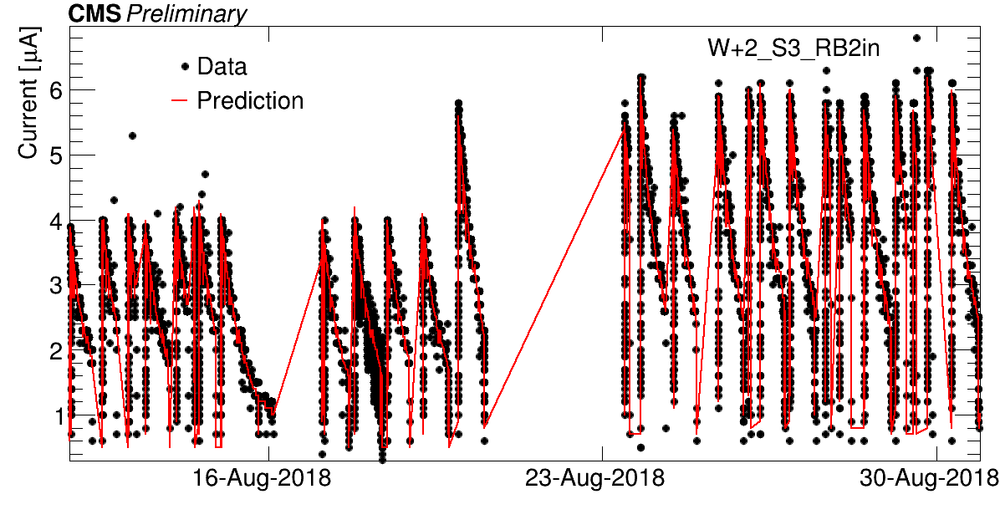 CMS Preliminary
Current [μA]
W+2_S3_RB2in
Data
Prediction
6
5
4
3
2
1
16-Aug-2018
23-Aug-2018
30-Aug-2018